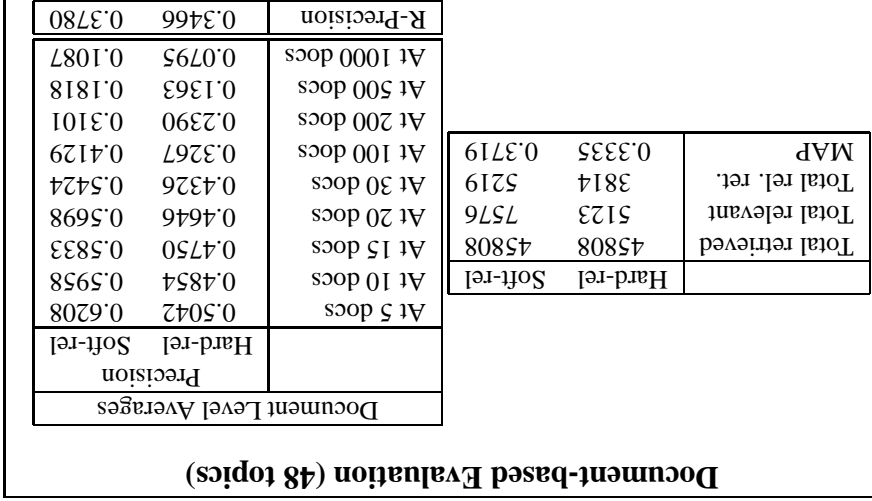 Document-based Evaluation (48 topics)
Hard-rel Soft-rel
Total retrieved 45808 45808
Total relevant 5123 7576
Total rel. ret. 3814 5219
MAP 0.3335 0.3719
Document Level Averages
Precision
Hard-rel Soft-rel
At 5 docs 0.5042 0.6208
At 10 docs 0.4854 0.5958
At 15 docs 0.4750 0.5833
At 20 docs 0.4646 0.5698
At 30 docs 0.4326 0.5424
At 100 docs 0.3267 0.4129
At 200 docs 0.2390 0.3101
At 500 docs 0.1363 0.1818
At 1000 docs 0.0795 0.1087
R-Precision 0.3466 0.3780